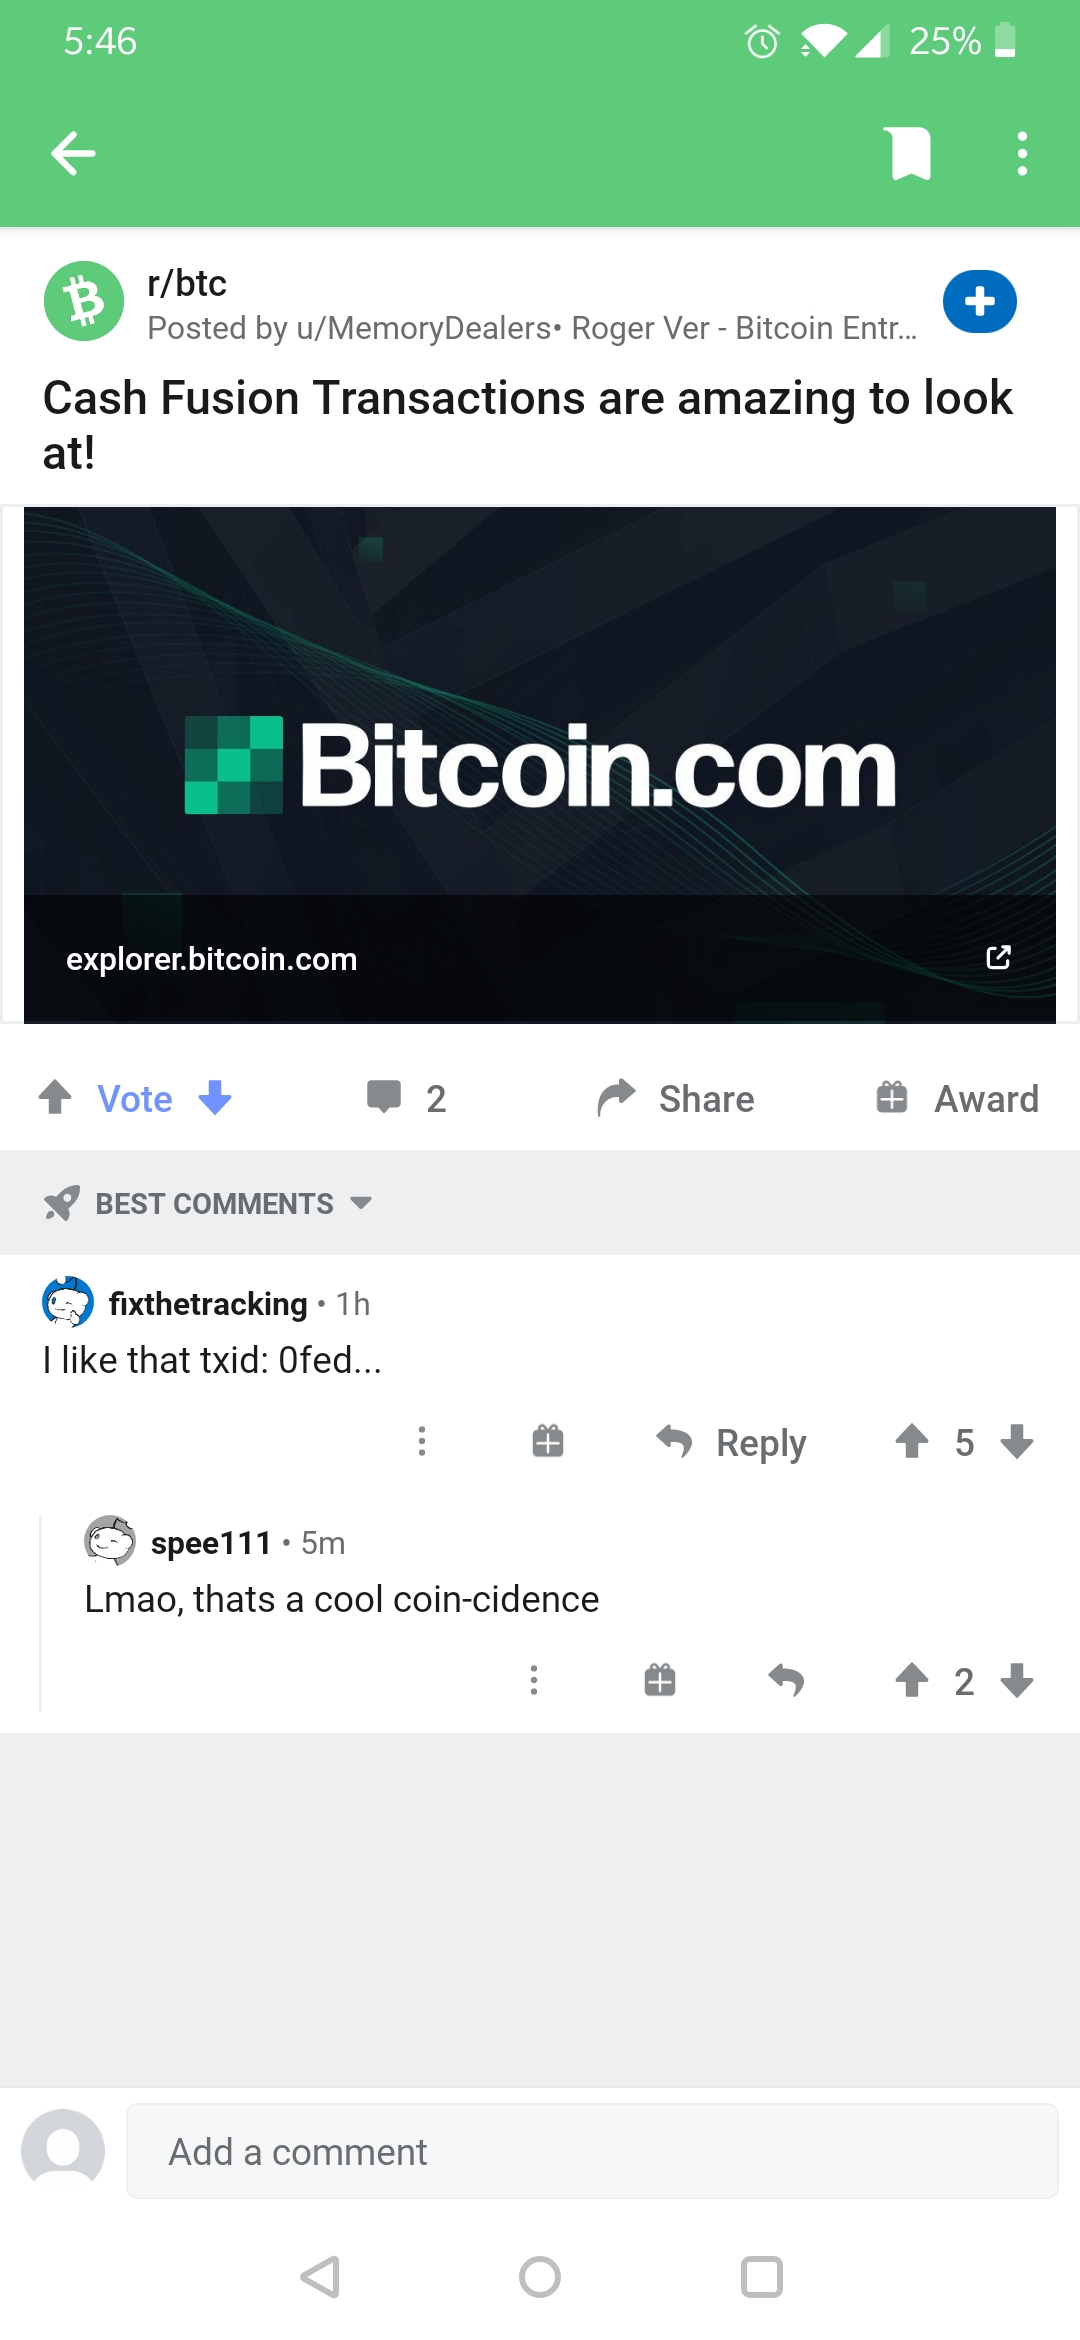 5:46
25%
r/btc
Posted by u/MemoryDealers• Roger Ver - Bitcoin Entr...
Cash Fusion Transactions are amazing to look
at!
Bitcoin.com
explorer.bitcoin.com
Vote
2
Share
Award
BEST COMMENTS
fixthetracking • 1h
I like that txid: 0fed...
Reply
5
spee111 • 5m
Lmao, thats a cool coin-cidence
2
Add a comment